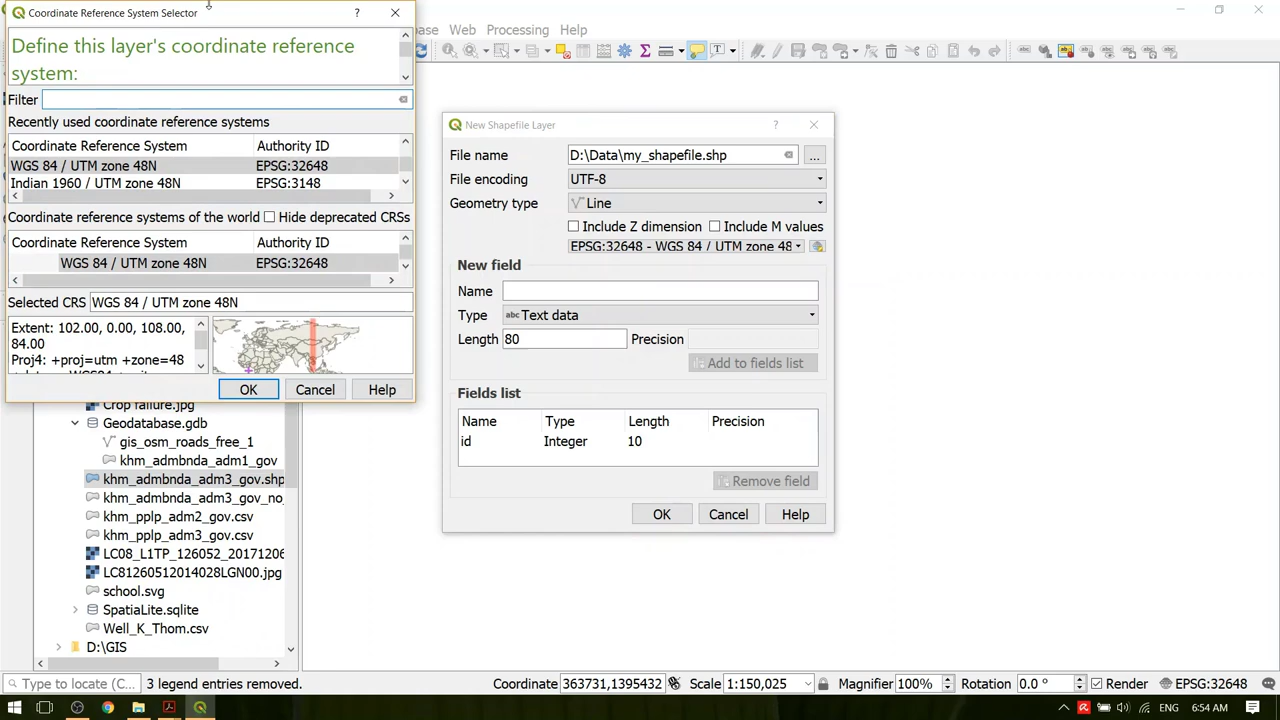 Coordinate Reference System Selector
?
Define this layer's coordinate reference
system:
Filter
Recently used coordinate reference systems
Coordinate Reference System Authority ID
WGS 84 / UTM zone 48N EPSG:32648
Indian 1960 / UTM zone 48N EPSG:3148
Coordinate reference systems of the world Hide deprecated CRSs
Coordinate Reference System Authority ID
WGS 84 / UTM zone 48N EPSG:32648
Selected CRS WGS 84 / UTM zone 48N
Extent: 102.00, 0.00, 108.00,
84.00
Proj4: +proj=utm +zone=48
OK Cancel Help
base Web Processing Help
New Shapefile Layer ?
File name D:\Data\my_shapefile.shp ...
File encoding UTF-8
Geometry type Line
Include Z dimension Include M values
EPSG:32648 - WGS 84 / UTM zone 48
New field
Name
Type abc Text data
Length 80 Precision
Add to fields list
Fields list
Name Type Length Precision
id Integer 10
Remove field
OK Cancel Help
Crop failure.jpg
Geodatabase.gdb
gis_osm_roads_free_1
khm_admbnda_adm1_gov
khm_admbnda_adm3_gov.shp
khm_admbnda_adm3_gov_no_
khm_pplp_adm2_gov.csv
khm_pplp_adm3_gov.csv
LC08_L1TP_126052_20171206
LC81260512014028LGN00.jpg
school.svg
SpatiaLite.sqlite
Well_K_Thom.csv
D:\GIS
Type to locate (C... 3 legend entries removed. Coordinate 363731,1395432 Scale 1:150,025 Magnifier 100% Rotation 0.0 ° Render EPSG:32648
ENG 6:54 AM